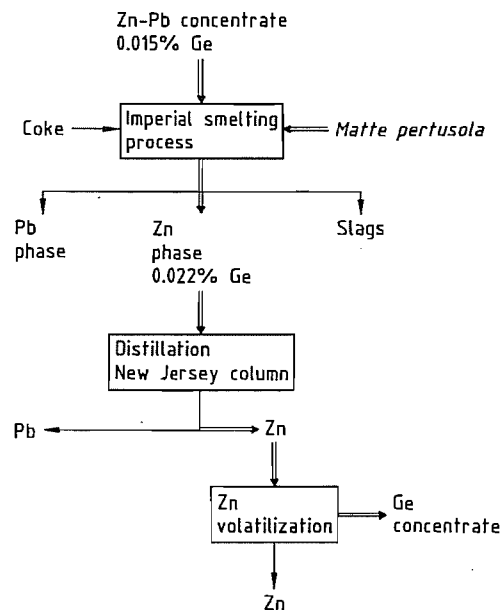 Zn-Pb concentrate
0.015% Ge
Coke
Imperial smelting
process
Matte pertusola
Pb
phase
Zn
phase
0.022% Ge
Slags
Distillation
New Jersey column
Pb
Zn
Zn
volatilization
Ge
concentrate
Zn